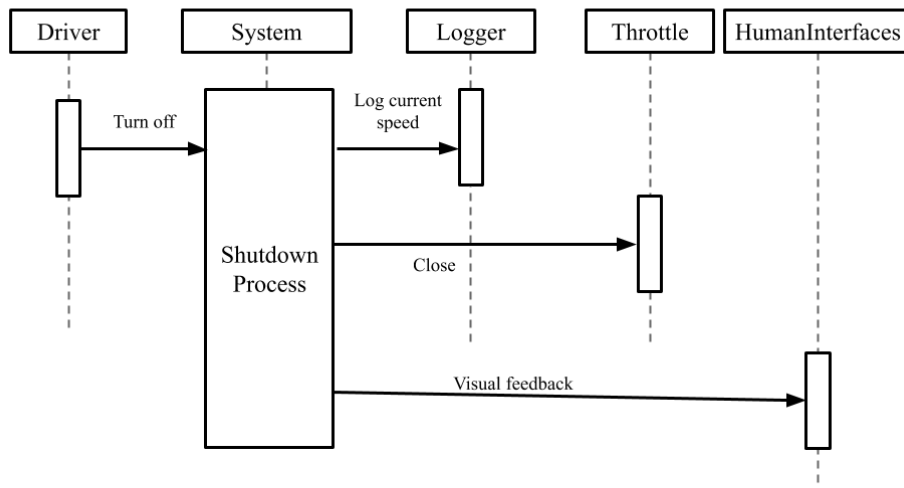 Driver
System
Logger
Throttle
HumanInterfaces
Turn off
Log current
speed
Shutdown
Process
Close
Visual feedback